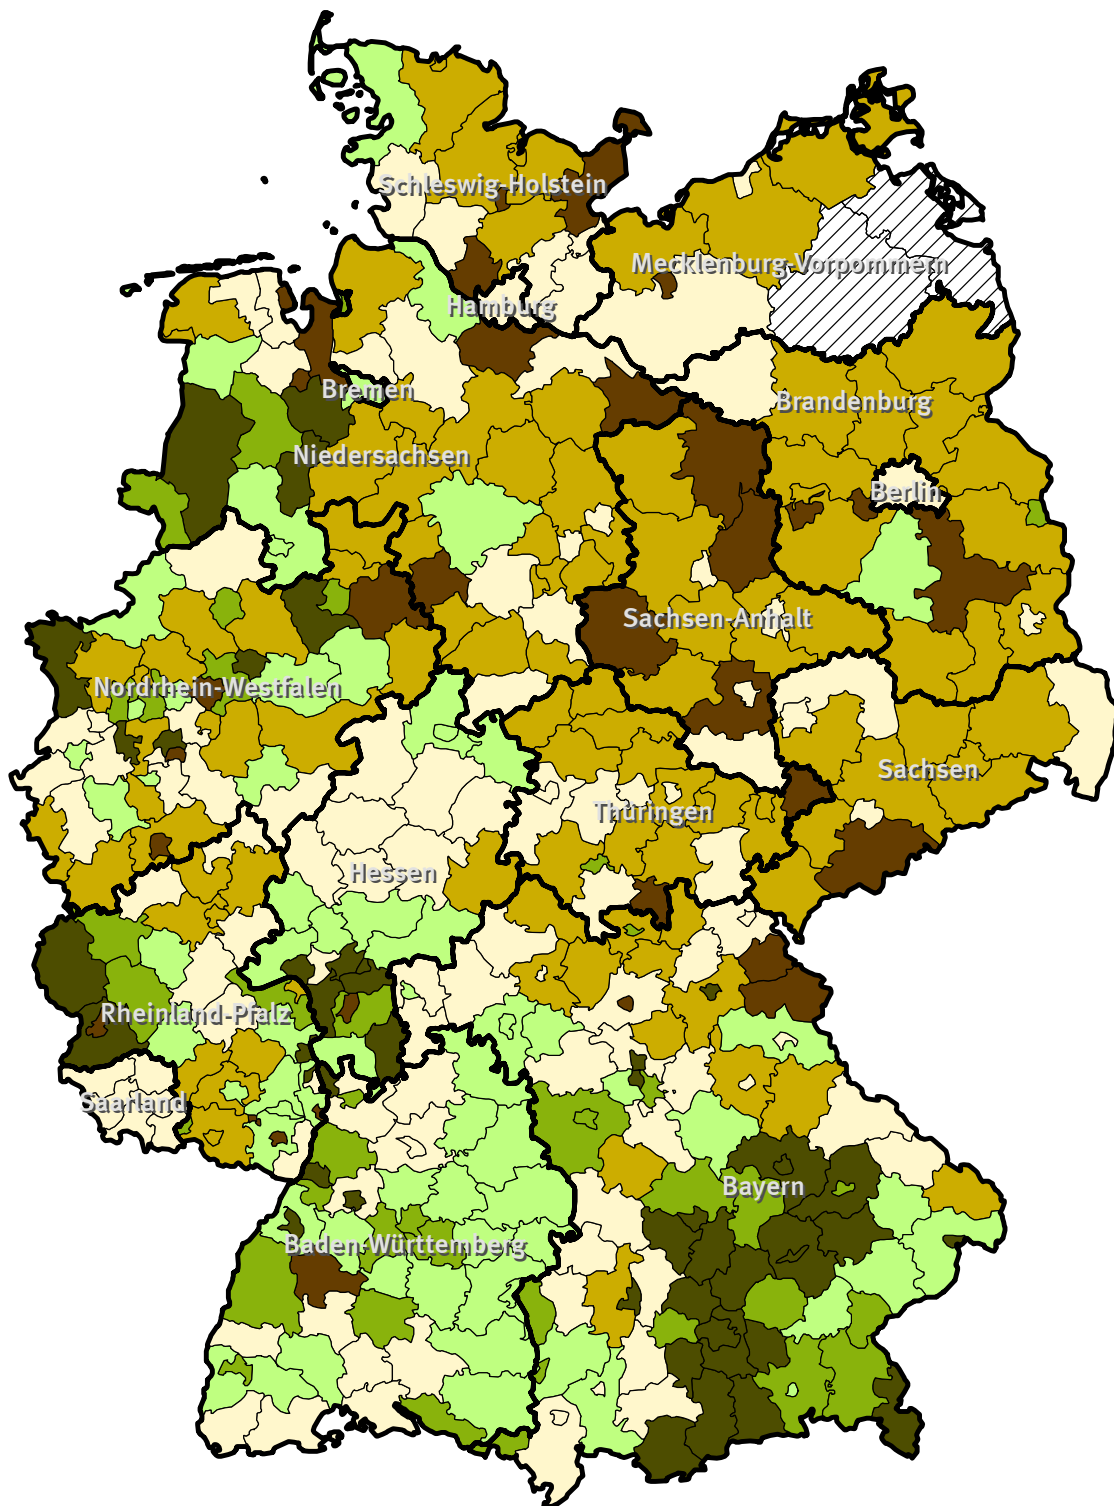 Schleswig-Holstein
Mecklenburg-Vorpommern
Hamburg
Bremen
Brandenburg
Niedersachsen
Berlin
Sachsen-Anhalt
Nordrhein-Westfalen
Sachsen
Thüringen
Hessen
Rheinland-Pfalz
Saarland
Bayern
Baden-Württemberg